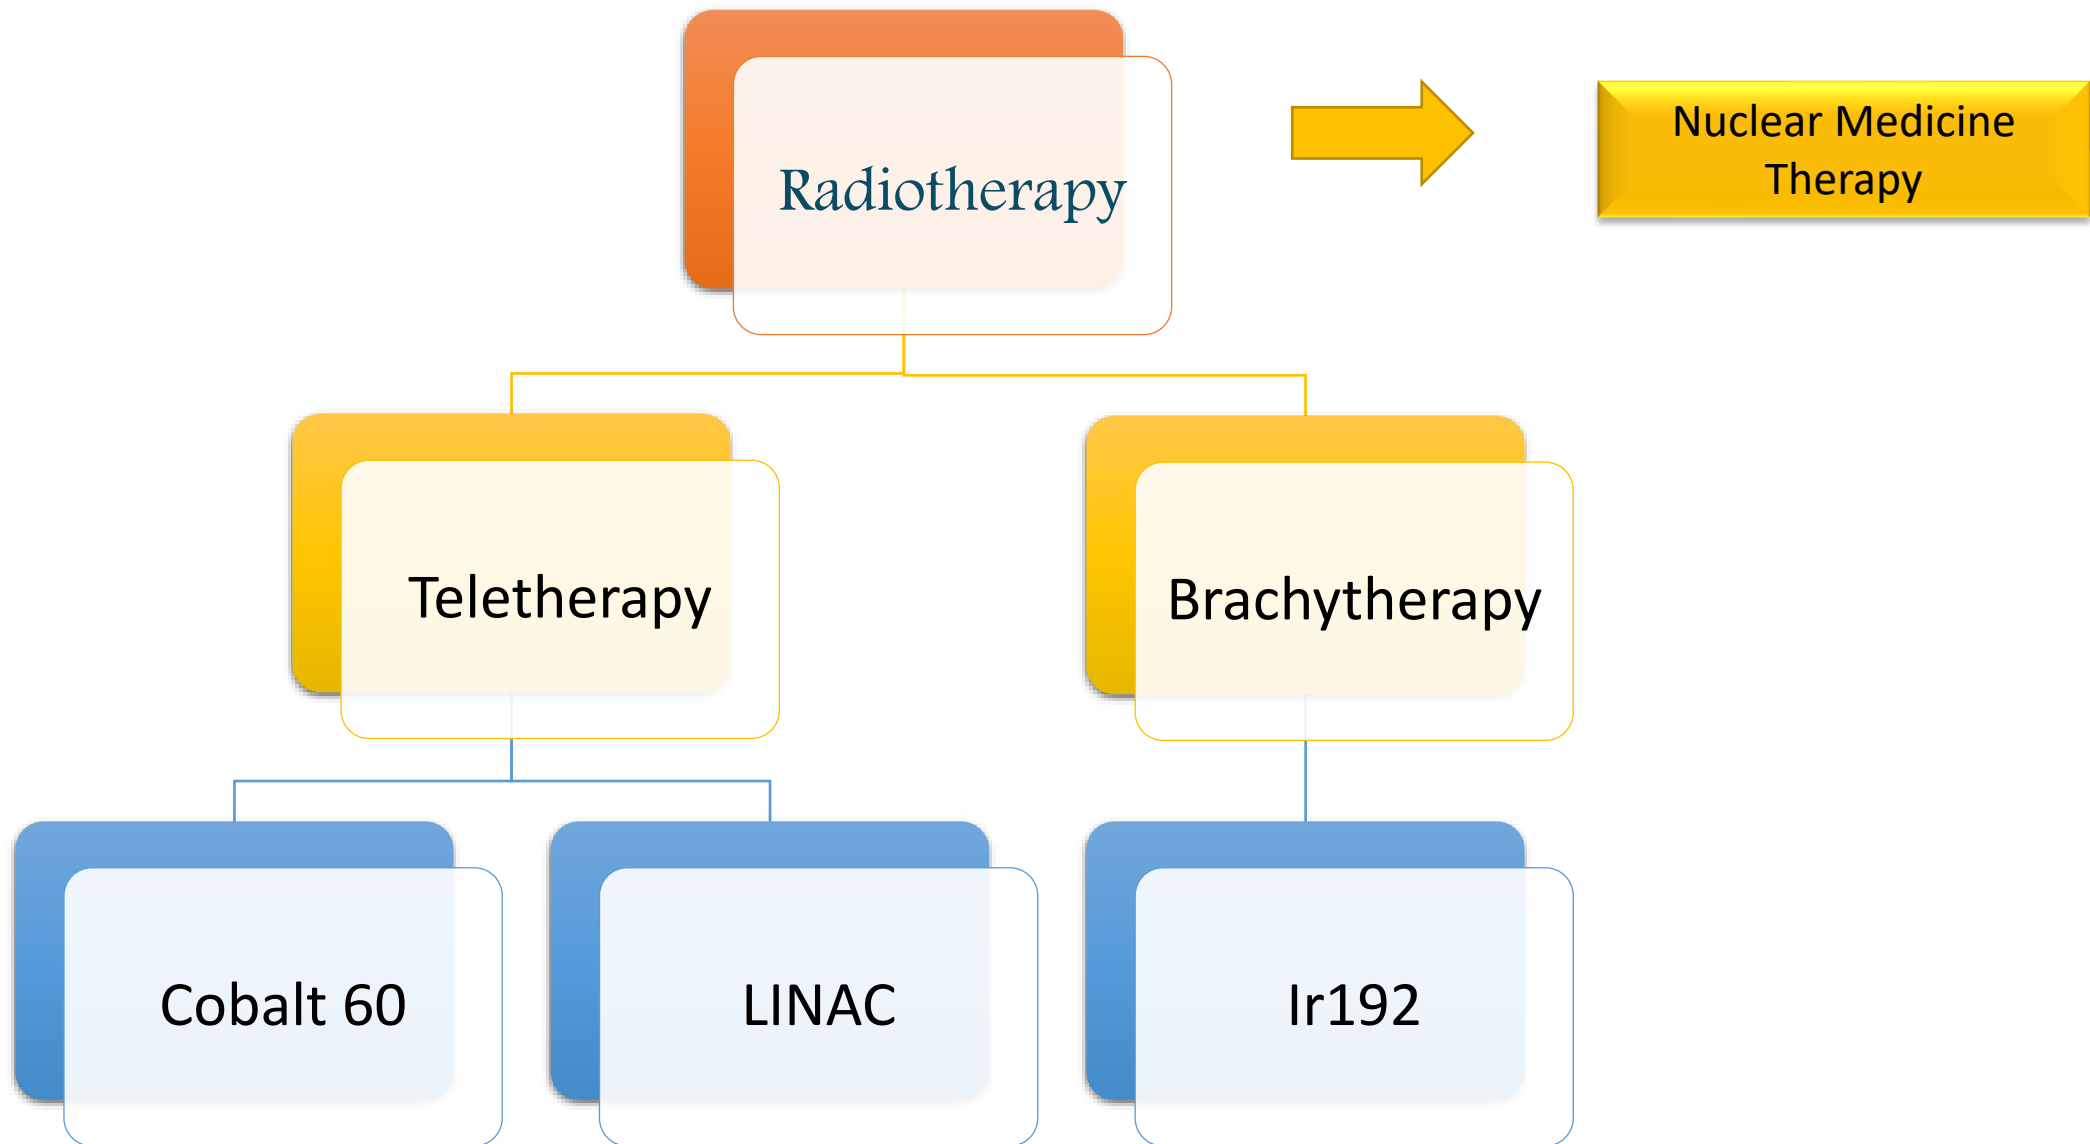 Radiotherapy
Nuclear Medicine
Therapy
Teletherapy
Brachytherapy
Cobalt 60
LINAC
Ir192